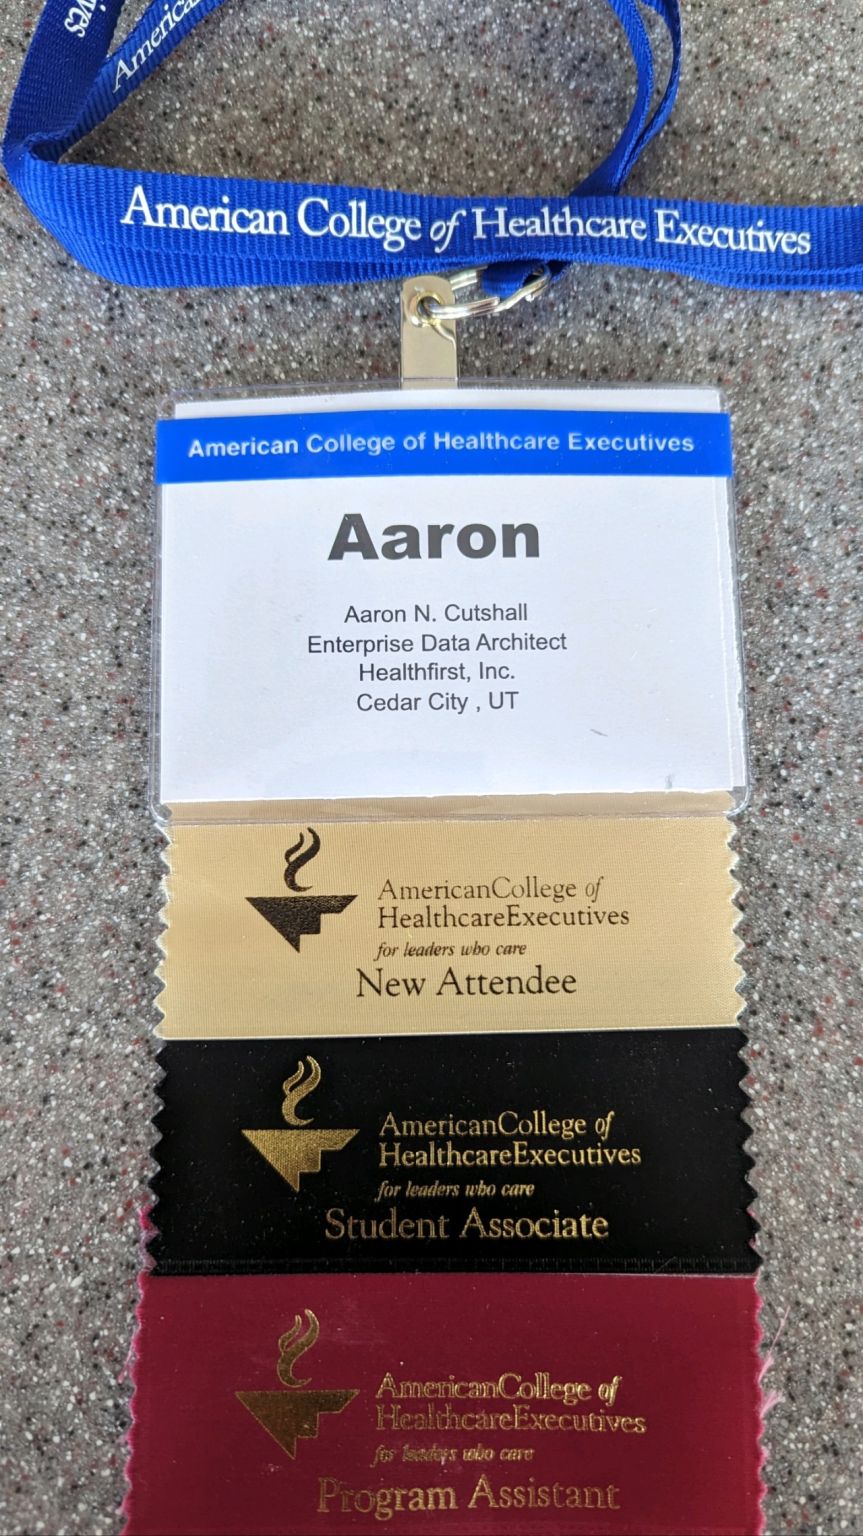 ives
America
American College of Healthcare Executives
American College of Healthcare Executives
Aaron
Aaron N. Cutshall
Enterprise Data Architect
Healthfirst, Inc.
Cedar City , UT
AmericanCollege of
HealthcareExecutives
for leaders who care
New Attendee
AmericanCollege of
HealthcareExecutives
for leaders who care
Student Associate
AmericanCollege of
HealthcareExecutives
for leaders who care
Program Assistant